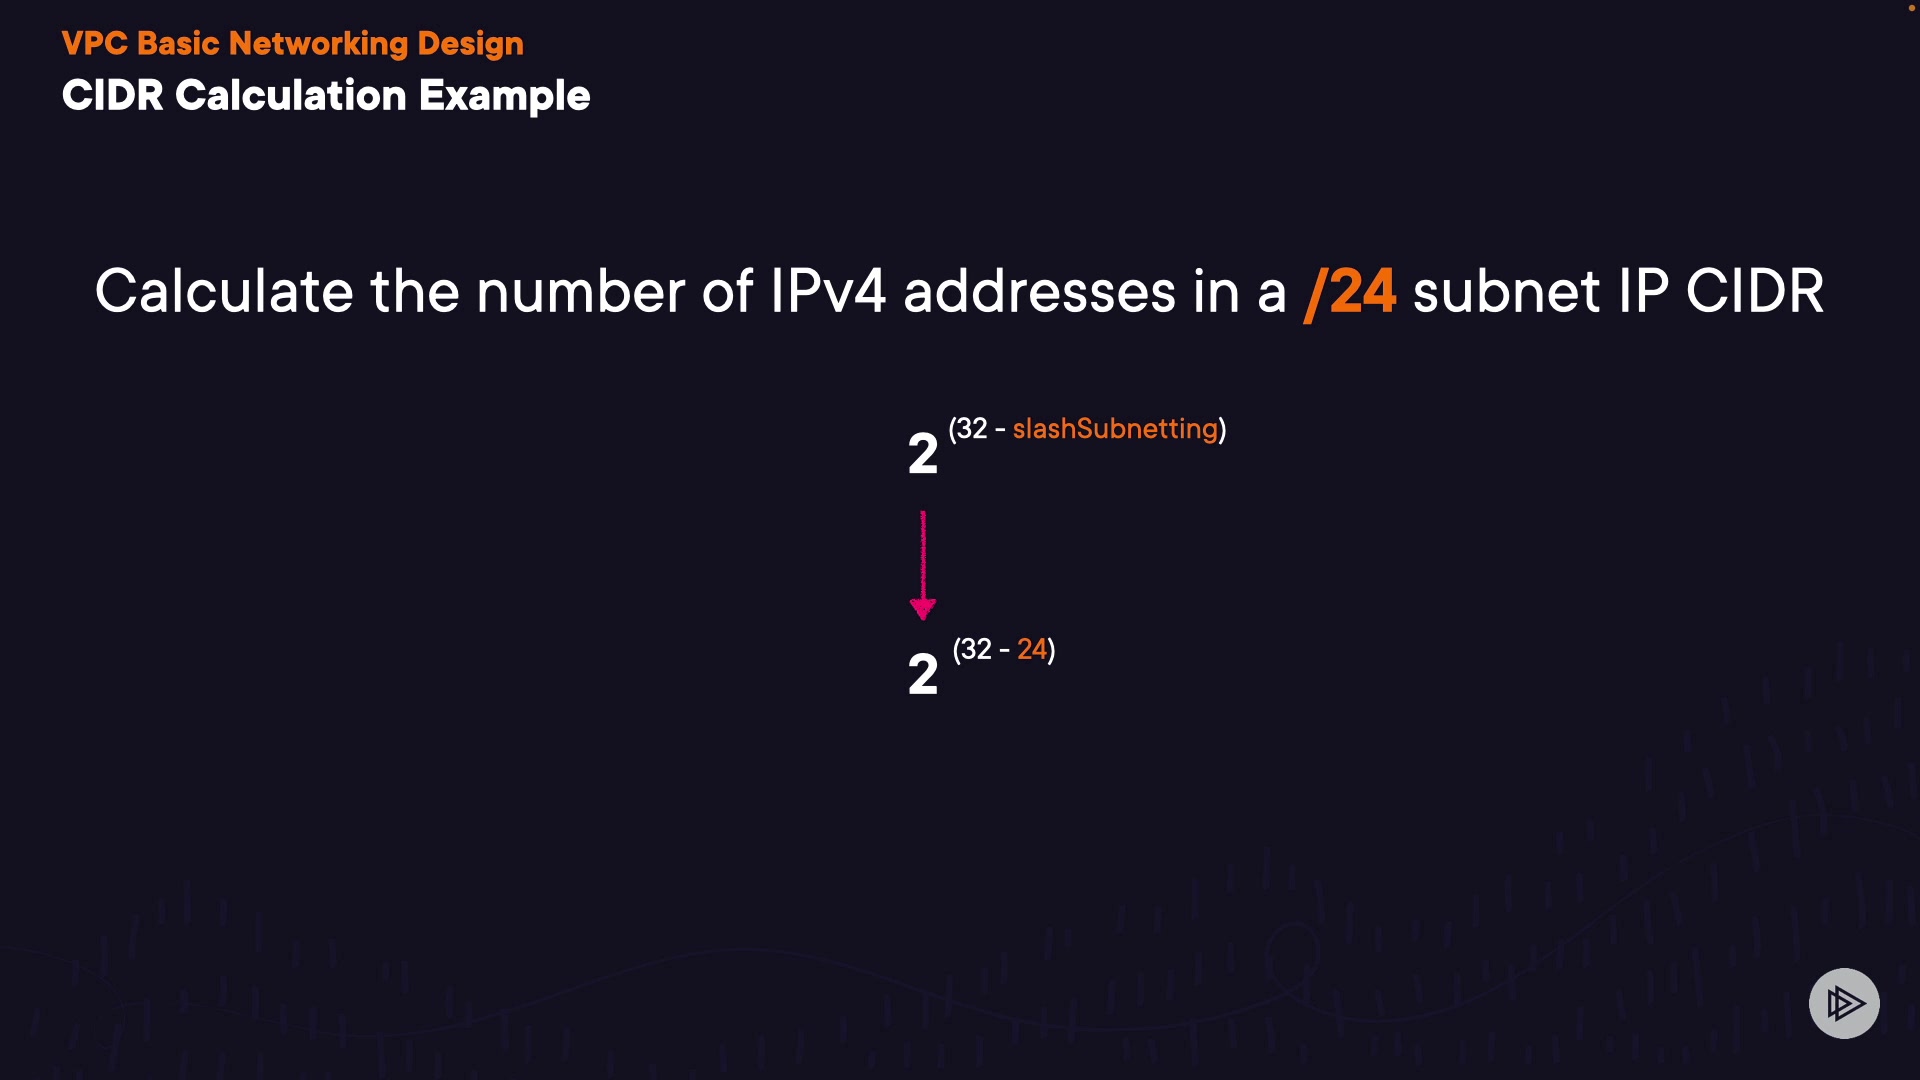 VPC Basic Networking Design
CIDR Calculation Example
Calculate the number of IPv4 addresses in a /24 subnet IP CIDR
2 (32 - slashSubnetting)
2 (32 - 24)